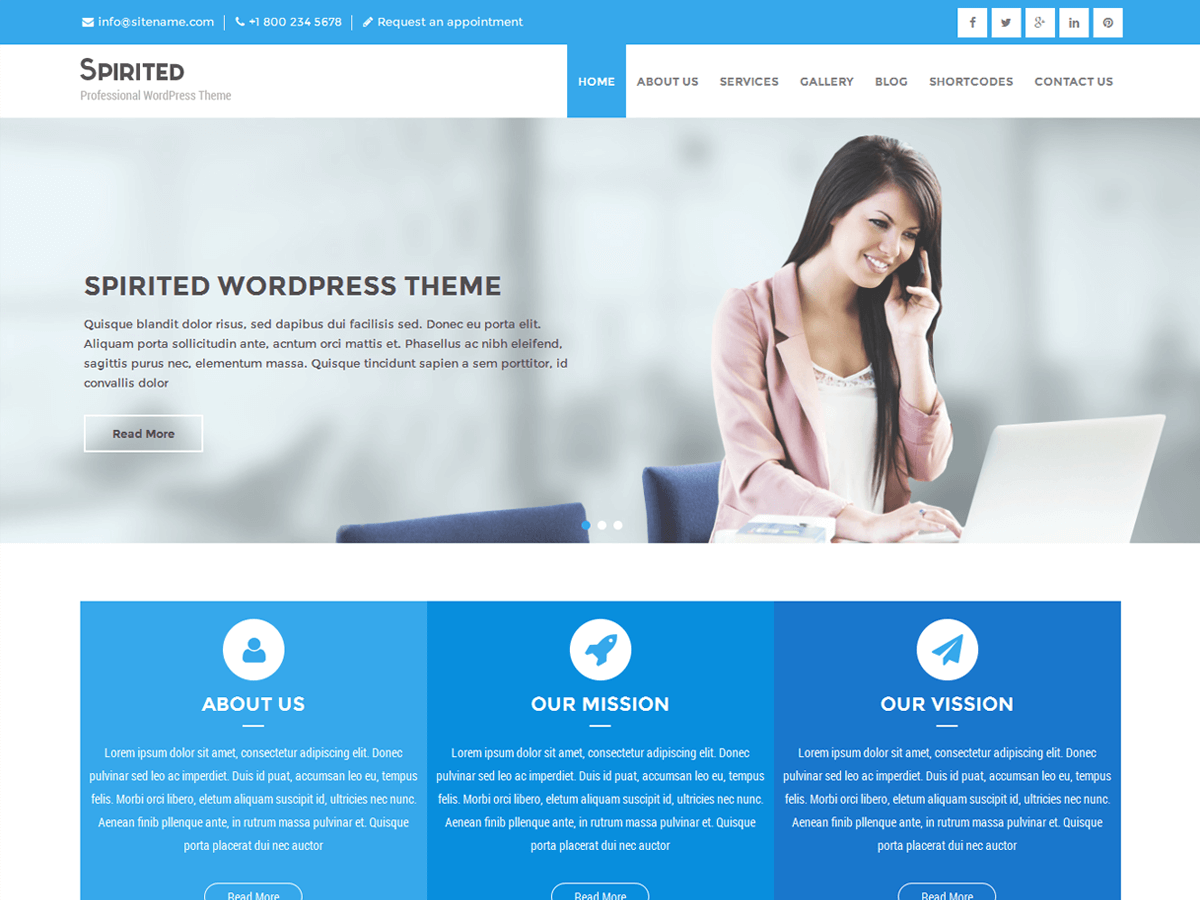 info@sitename.com | +1 800 234 5678 | Request an appointment
f g+ in
SPIRITED
Professional WordPress Theme
HOME ABOUT US SERVICES GALLERY BLOG SHORTCODES CONTACT US
SPIRITED WORDPRESS THEME
Quisque blandit dolor risus, sed dapibus dui facilisis sed. Donec eu porta elit.
Aliquam porta sollicitudin ante, acntum orci mattis et. Phasellus ac nibh eleifend,
sagittis purus nec, elementum massa. Quisque tincidunt sapien a sem porttitor, id
convallis dolor
Read More
ABOUT US
Lorem ipsum dolor sit amet, consectetur adipiscing elit. Donec
pulvinar sed leo ac imperdiet. Duis id puat, accumsan leo eu, tempus
felis. Morbi orci libero, eletum aliquam suscipit id, ultricies nec nunc.
Aenean finib pllenque ante, in rutrum massa pulvinar et. Quisque
porta placerat dui nec auctor
Read More
OUR MISSION
Lorem ipsum dolor sit amet, consectetur adipiscing elit. Donec
pulvinar sed leo ac imperdiet. Duis id puat, accumsan leo eu, tempus
felis. Morbi orci libero, eletum aliquam suscipit id, ultricies nec nunc.
Aenean finib pllenque ante, in rutrum massa pulvinar et. Quisque
porta placerat dui nec auctor
Read More
OUR VISSION
Lorem ipsum dolor sit amet, consectetur adipiscing elit. Donec
pulvinar sed leo ac imperdiet. Duis id puat, accumsan leo eu, tempus
felis. Morbi orci libero, eletum aliquam suscipit id, ultricies nec nunc.
Aenean finib pllenque ante, in rutrum massa pulvinar et. Quisque
porta placerat dui nec auctor
Read More